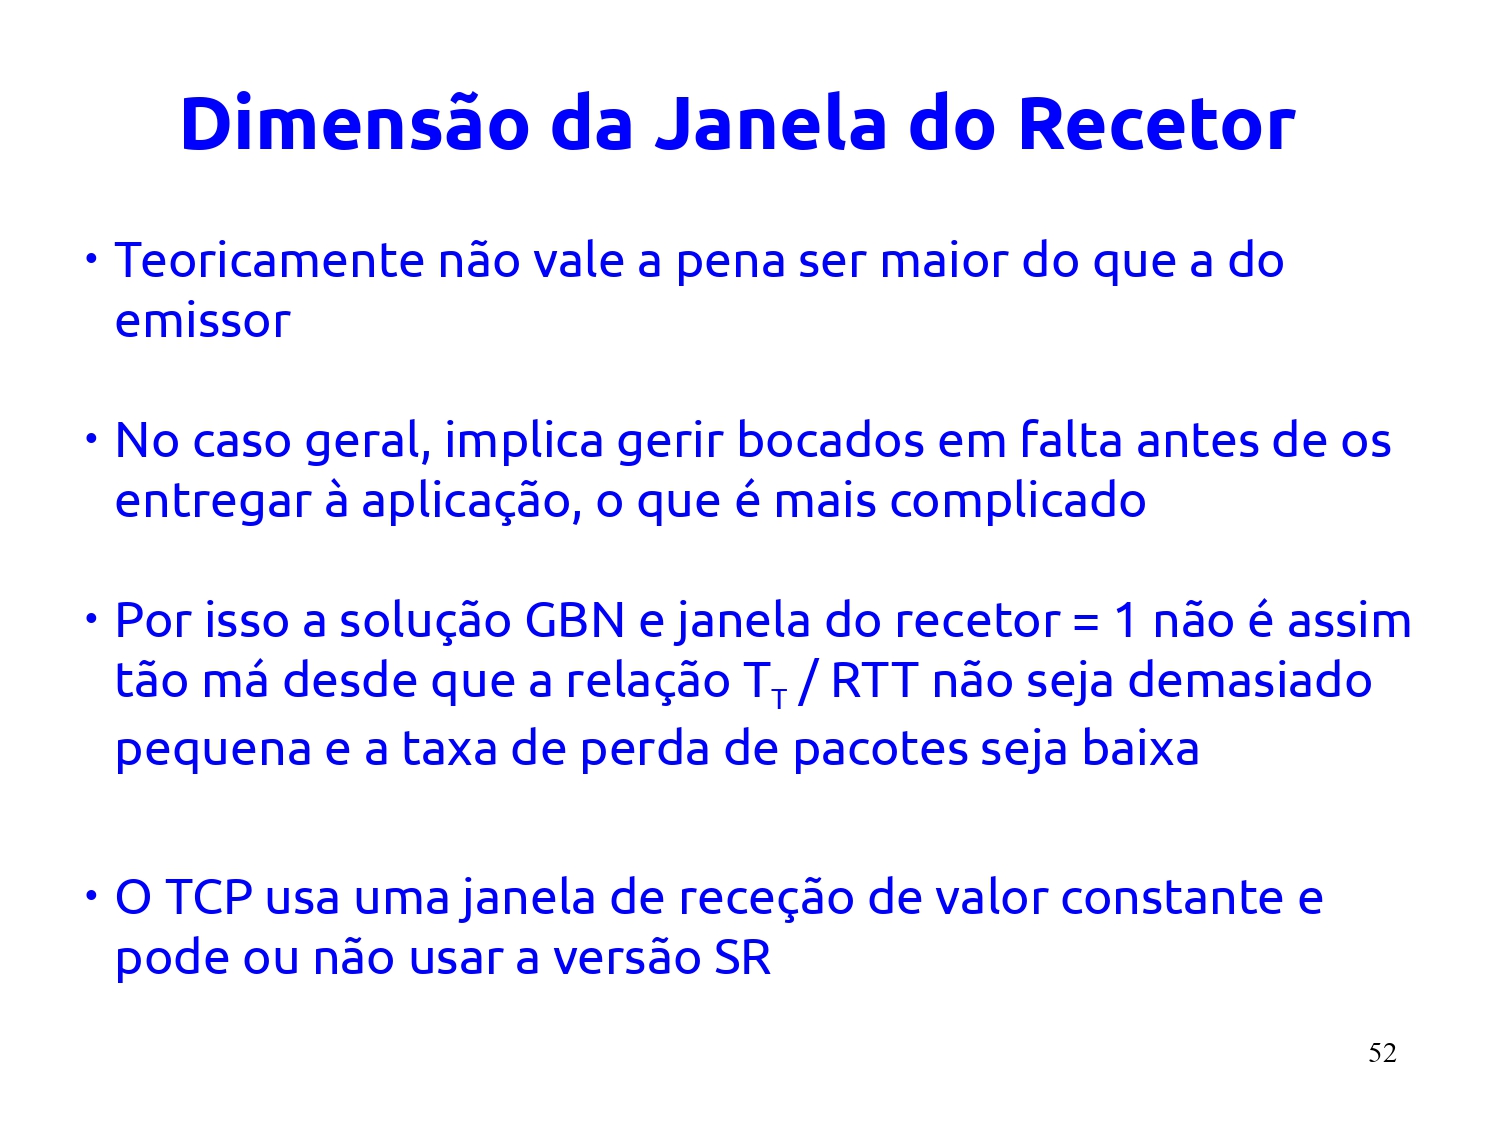 Dimensão da Janela do Recetor
• Teoricamente não vale a pena ser maior do que a do
emissor
• No caso geral, implica gerir bocados em falta antes de os
entregar à aplicação, o que é mais complicado
• Por isso a solução GBN e janela do recetor = 1 não é assim
tão má desde que a relação T_T / RTT não seja demasiado
pequena e a taxa de perda de pacotes seja baixa
• O TCP usa uma janela de receção de valor constante e
pode ou não usar a versão SR
52